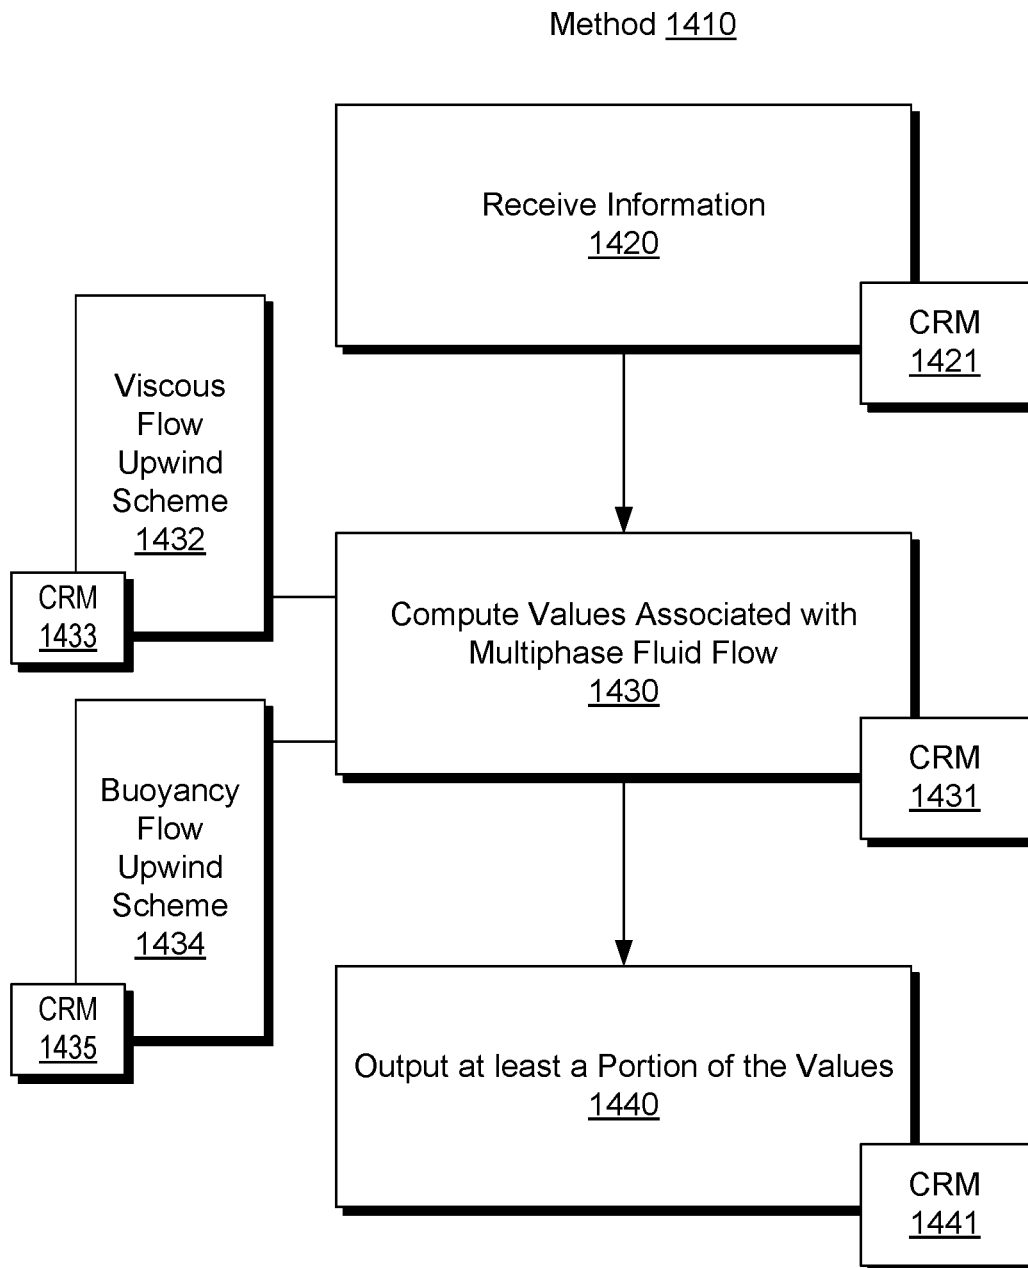 Method 1410
Receive Information
1420
CRM
1421
Viscous
Flow
Upwind
Scheme
1432
CRM
1433
Compute Values Associated with
Multiphase Fluid Flow
1430
CRM
1431
Buoyancy
Flow
Upwind
Scheme
1434
CRM
1435
Output at least a Portion of the Values
1440
CRM
1441